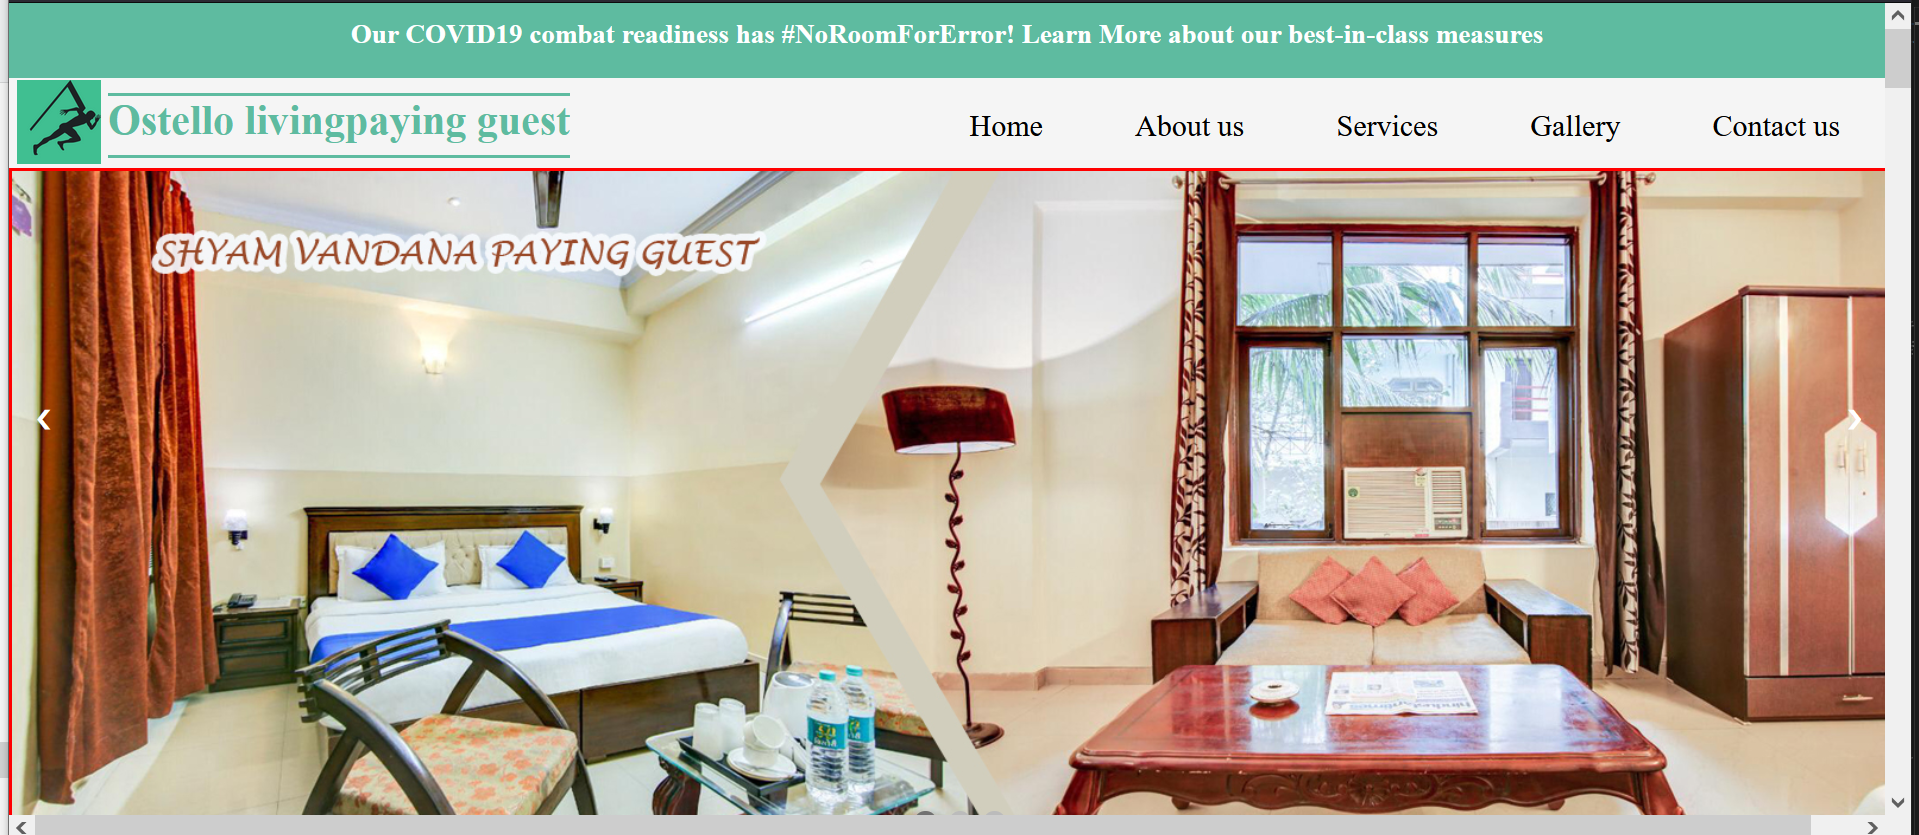 Our COVID19 combat readiness has #NoRoomForError! Learn More about our best-in-class measures
Ostello livingpaying guest
Home
About us
Services
Gallery
Contact us
SHYAM VANDANA PAYING GUEST